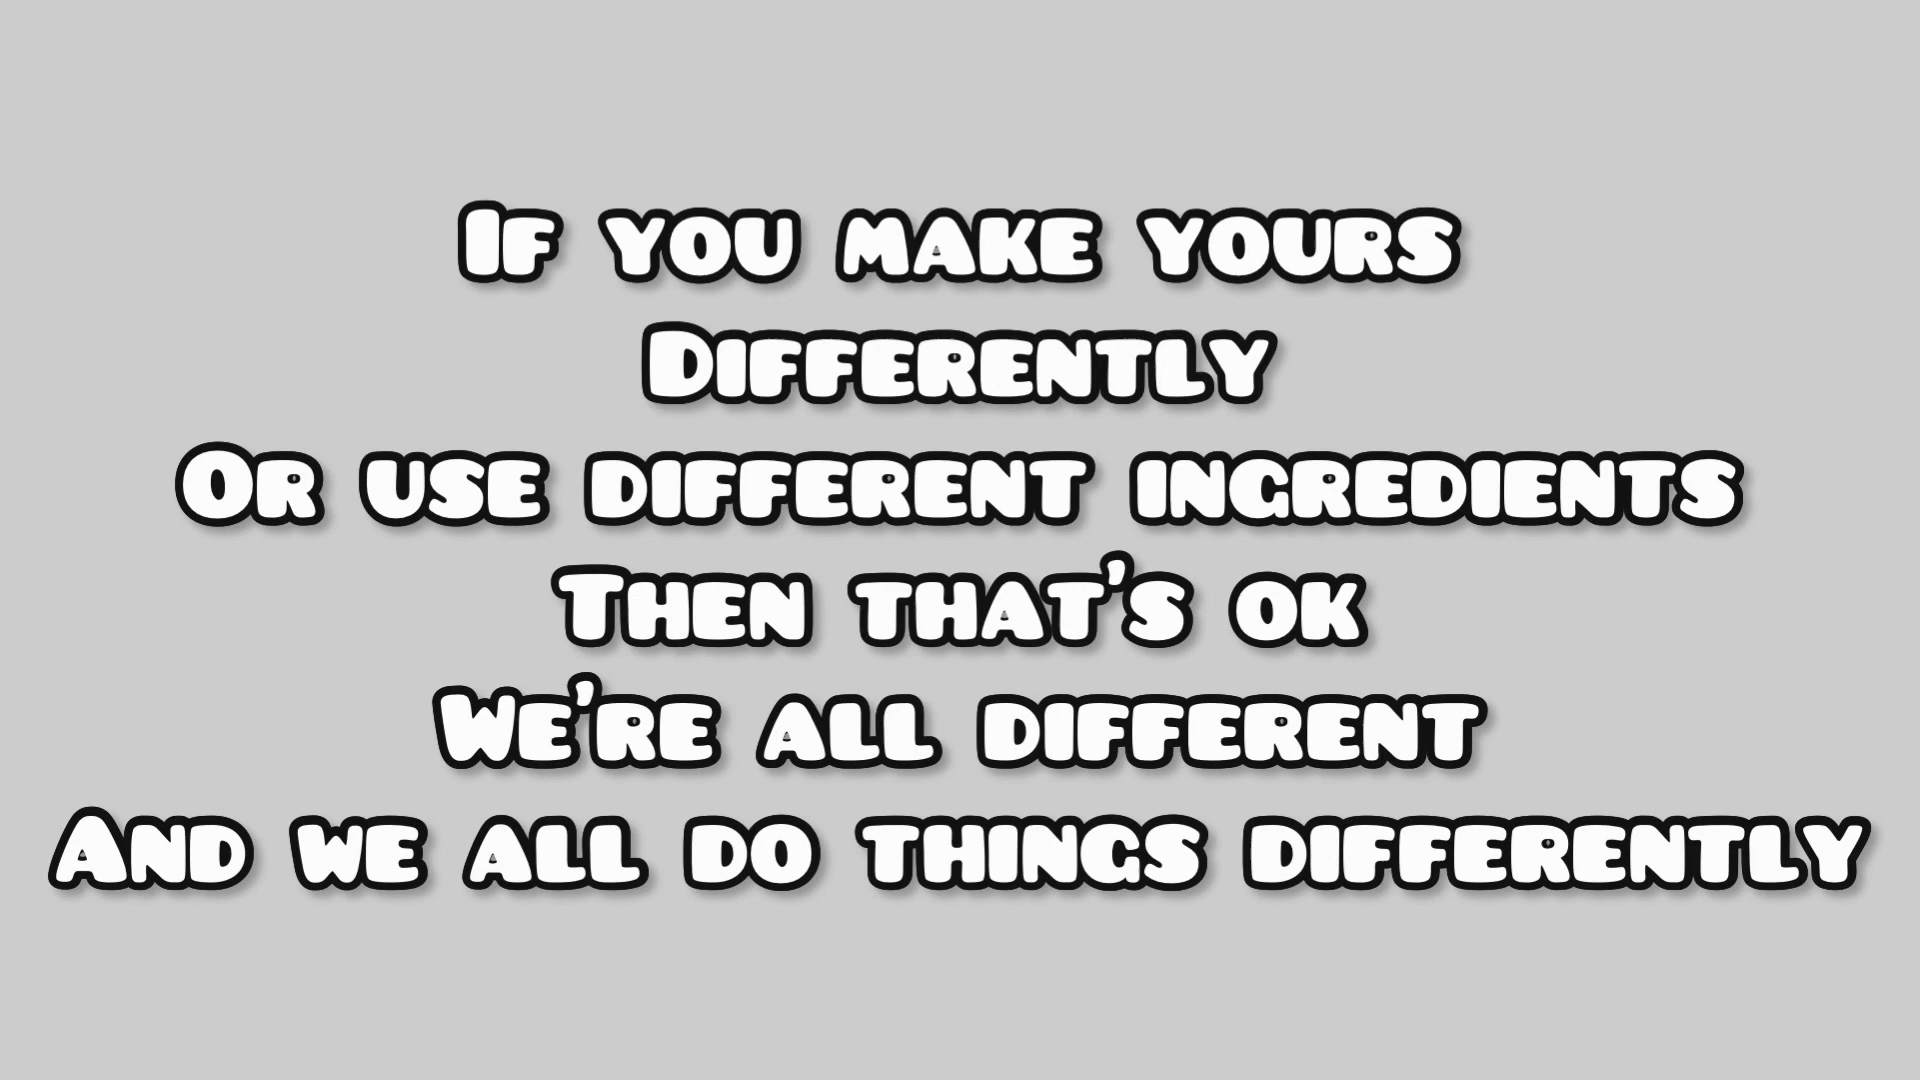 If you make yours
Differently
Or use different ingredients
Then that's ok
We're all different
And we all do things differently